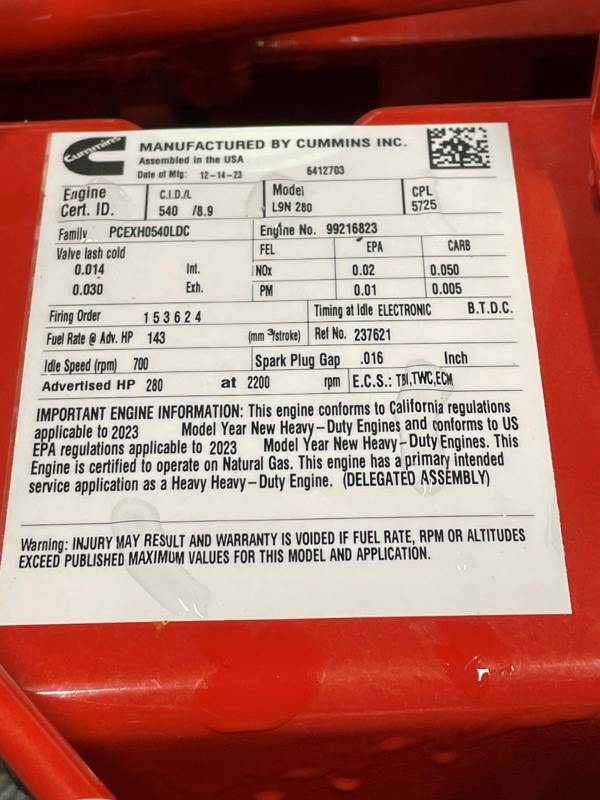 Cummins
MANUFACTURED BY CUMMINS INC.
Assembled in the USA
Date of Mfg: 12-14-23 6412703
Engine Cert. ID. C.I.D./L 540 /8.9 Model L9N 280 CPL 5725
Family PCEXH0540LDC Engine No. 99216823
Valve lash cold FEL EPA CARB
0.014 Int. NOx 0.02 0.050
0.030 Exh. PM 0.01 0.005
Firing Order 153624 Timing at Idle ELECTRONIC B.T.D.C.
Fuel Rate @ Adv. HP 143 (mm ³/stroke) Ref No. 237621
Idle Speed (rpm) 700 Spark Plug Gap .016 Inch
Advertised HP 280 at 2200 rpm E.C.S.: TBI,TWC,ECM
IMPORTANT ENGINE INFORMATION: This engine conforms to California regulations
applicable to 2023 Model Year New Heavy-Duty Engines and conforms to US
EPA regulations applicable to 2023 Model Year New Heavy-Duty Engines. This
Engine is certified to operate on Natural Gas. This engine has a primary intended
service application as a Heavy Heavy-Duty Engine. (DELEGATED ASSEMBLY)
Warning: INJURY MAY RESULT AND WARRANTY IS VOIDED IF FUEL RATE, RPM OR ALTITUDES
EXCEED PUBLISHED MAXIMUM VALUES FOR THIS MODEL AND APPLICATION.